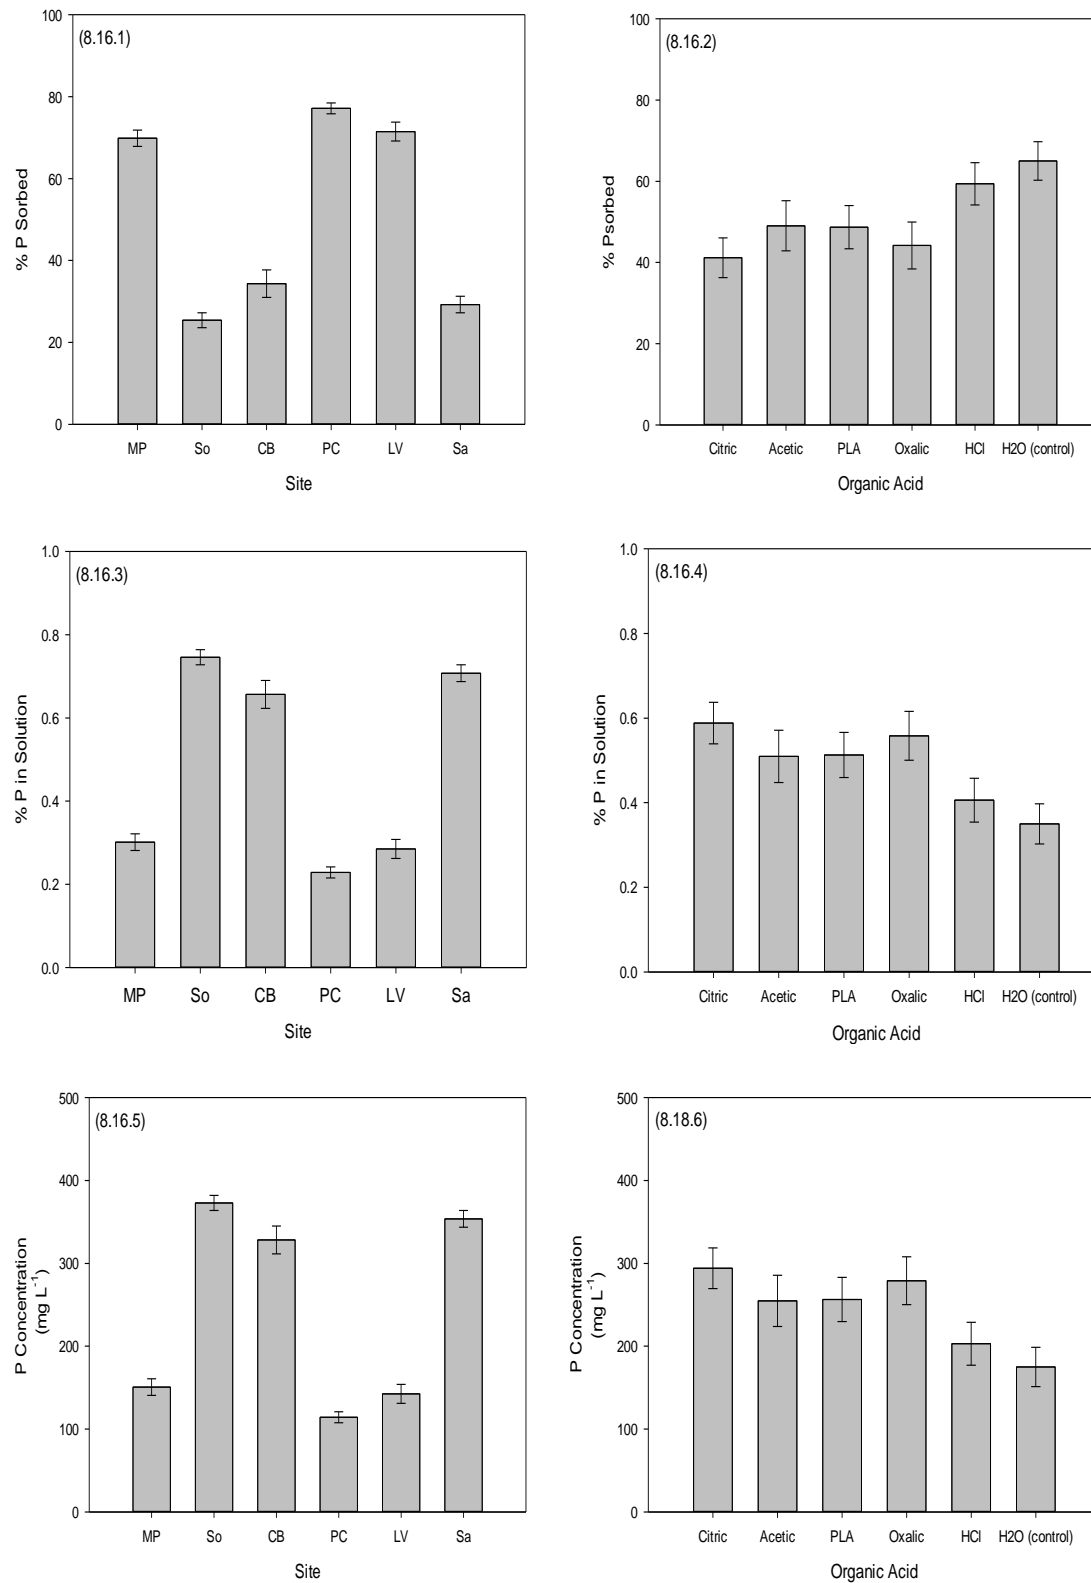 (8.16.1)
100
80
60
40
20
0
% P Sorbed
MP So CB PC LV Sa
Site
(8.16.2)
100
80
60
40
20
0
% Psorbed
Citric Acetic PLA Oxalic HCl H2O (control)
Organic Acid
(8.16.3)
1.0
0.8
0.6
0.4
0.2
0.0
% P in Solution
MP So CB PC LV Sa
Site
(8.16.4)
1.0
0.8
0.6
0.4
0.2
0.0
% P in Solution
Citric Acetic PLA Oxalic HCl H2O (control)
Organic Acid
(8.16.5)
500
400
300
200
100
0
P Concentration
(mg L⁻¹)
MP So CB PC LV Sa
Site
(8.18.6)
500
400
300
200
100
0
P Concentration
(mg L⁻¹)
Citric Acetic PLA Oxalic HCl H2O (control)
Organic Acid